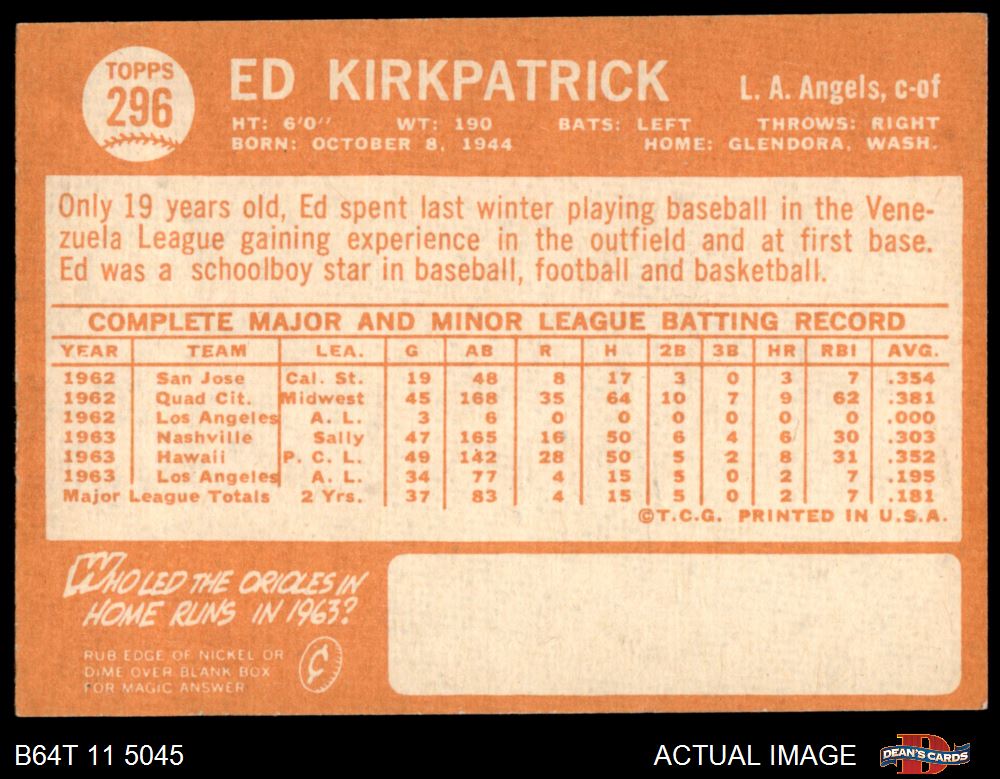 TOPPS
296
ED KIRKPATRICK
L. A. Angels, c-of
HT: 6'0" WT: 190 BATS: LEFT THROWS: RIGHT
BORN: OCTOBER 8, 1944 HOME: GLENDORA, WASH.
Only 19 years old, Ed spent last winter playing baseball in the Vene-
zuela League gaining experience in the outfield and at first base.
Ed was a schoolboy star in baseball, football and basketball.
COMPLETE MAJOR AND MINOR LEAGUE BATTING RECORD
YEAR TEAM LEA. G AB R H 2B 3B HR RBI AVG.
1962 San Jose Cal. St. 19 48 8 17 3 0 3 7 .354
1962 Quad Cit. Midwest 45 168 35 64 10 7 9 62 .381
1962 Los Angeles A. L. 3 6 0 0 0 0 0 0 .000
1963 Nashville Sally 47 165 16 50 6 4 6 30 .303
1963 Hawaii P. C. L. 49 142 28 50 5 2 8 31 .352
1963 Los Angeles A. L. 34 77 4 15 5 0 2 7 .195
Major League Totals 2 Yrs. 37 83 4 15 5 0 2 7 .181
©T.C.G. PRINTED IN U.S.A.
WHO LED THE ORIOLES IN
HOME RUNS IN 1963?
RUB EDGE OF NICKEL OR
DIME OVER BLANK BOX
FOR MAGIC ANSWER
¢
B64T 11 5045 ACTUAL IMAGE DEAN'S CARDS